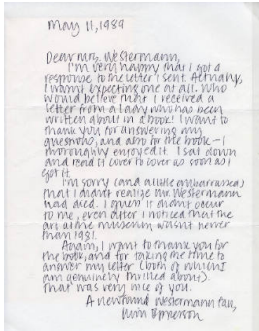 May 11, 1989
Dear Mrs. Westermann,
I'm very happy that I got a
response to the letter I sent. Actually,
I wasn't expecting one at all. Who
would believe that I received a
letter from a lady who has been
written about in a book! I want to
thank you for answering my
questions, and also for the book - I
thoroughly enjoyed it. I sat down
and read it cover to cover as soon as I
got it.
I'm sorry (and a little embarrassed)
that I didn't realize Mr. Westermann
had died. I guess it didn't occur
to me, even after I noticed that the
art museum wasn't newer
than 1981.
Again, I want to thank you for
the book, and for taking the time to
answer my letter (both of which I
am genuinely thrilled about).
That was very nice of you.
A newfound Westermann fan,